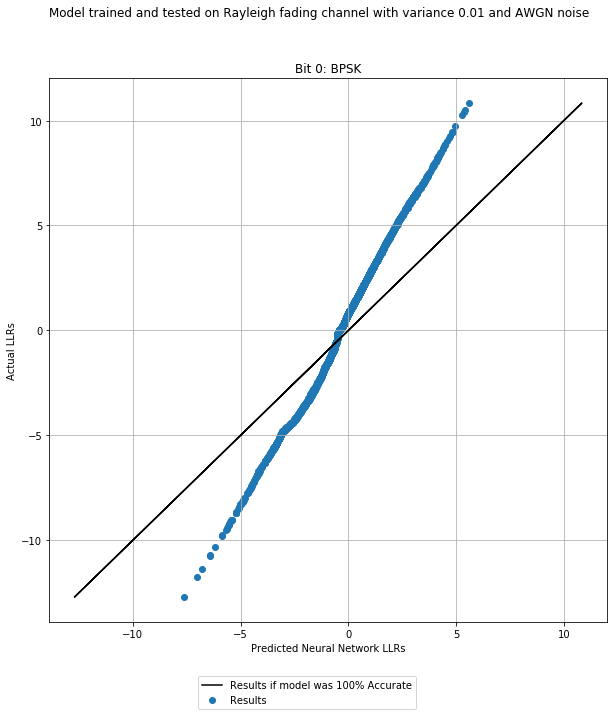 Model trained and tested on Rayleigh fading channel with variance 0.01 and AWGN noise
Bit 0: BPSK
10
5
0
−5
−10
Actual LLRs
−10
−5
0
5
10
Predicted Neural Network LLRs
Results if model was 100% Accurate
Results